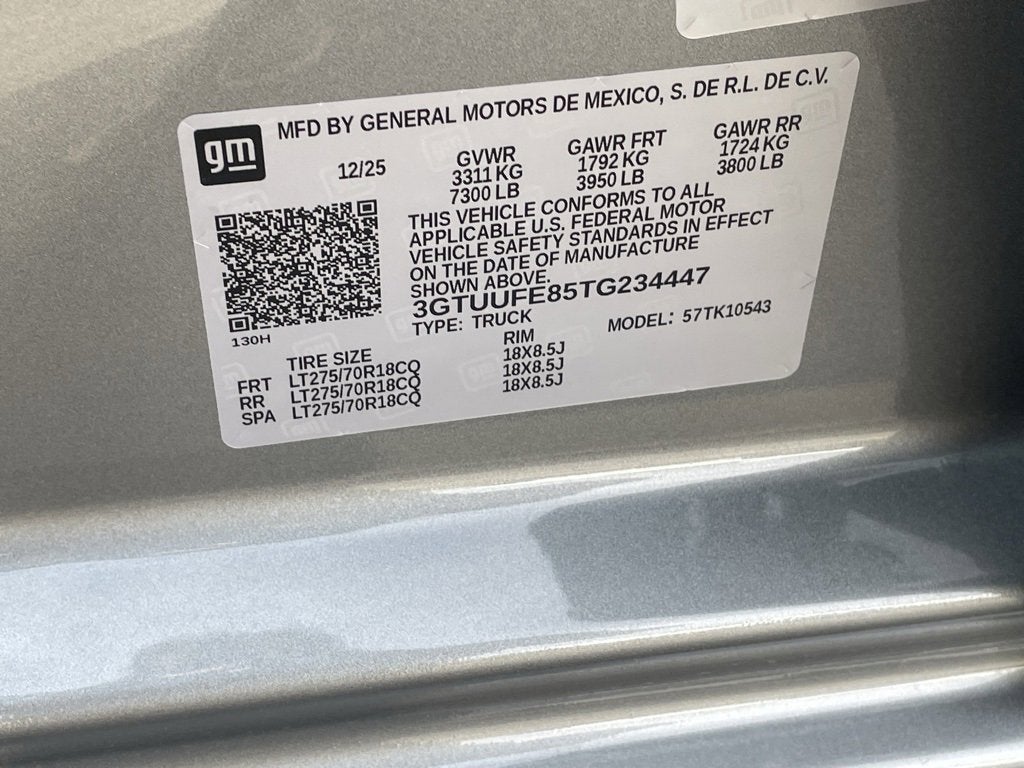 gm
MFD BY GENERAL MOTORS DE MEXICO, S. DE R.L. DE C.V.
12/25
GVWR
3311 KG
7300 LB
GAWR FRT
1792 KG
3950 LB
GAWR RR
1724 KG
3800 LB
THIS VEHICLE CONFORMS TO ALL
APPLICABLE U.S. FEDERAL MOTOR
VEHICLE SAFETY STANDARDS IN EFFECT
ON THE DATE OF MANUFACTURE
SHOWN ABOVE.
3GTUUFE85TG234447
TYPE: TRUCK
MODEL: 57TK10543
130H
TIRE SIZE
RIM
FRT LT275/70R18CQ 18X8.5J
RR LT275/70R18CQ 18X8.5J
SPA LT275/70R18CQ 18X8.5J